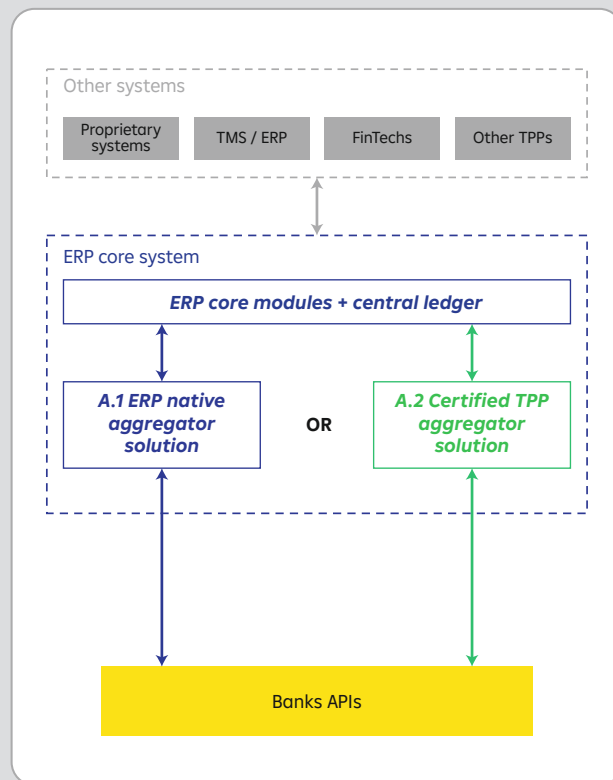 Other systems
Proprietary
systems
TMS / ERP
FinTechs
Other TPPs
ERP core system
ERP core modules + central ledger
A.1 ERP native
aggregator
solution
OR
A.2 Certified TPP
aggregator
solution
Banks APIs